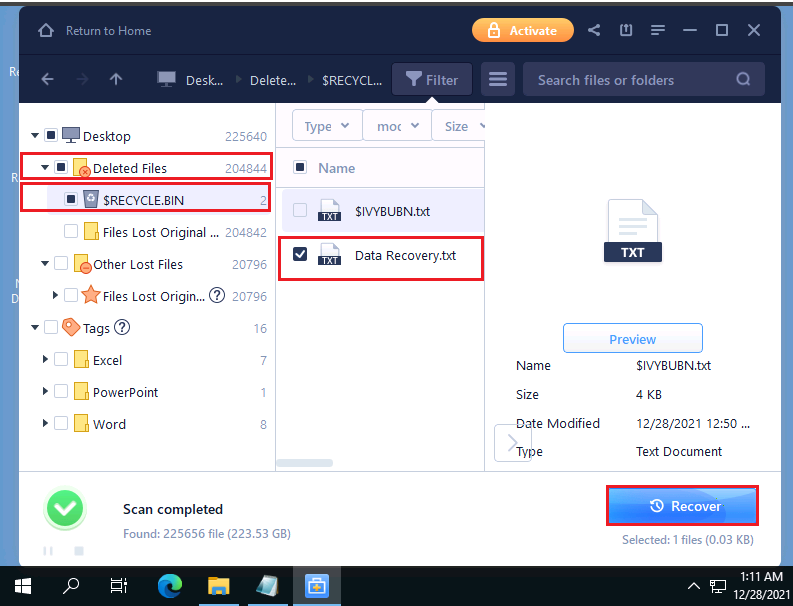 Return to Home
Activate
Desk...
Delete...
$RECYCL...
Filter
Search files or folders
Desktop 225640
Deleted Files 204844
$RECYCLE.BIN 2
Files Lost Original ... 204842
Other Lost Files 20796
Files Lost Origin... ? 20796
Tags ? 16
Excel 7
PowerPoint 1
Word 8
Type
moc
Size
Name
TXT $IVYBUBN.txt
TXT Data Recovery.txt
TXT
Preview
Name $IVYBUBN.txt
Size 4 KB
Date Modified 12/28/2021 12:50 ...
Type Text Document
Scan completed
Found: 225656 file (223.53 GB)
Recover
Selected: 1 files (0.03 KB)
1:11 AM
12/28/2021